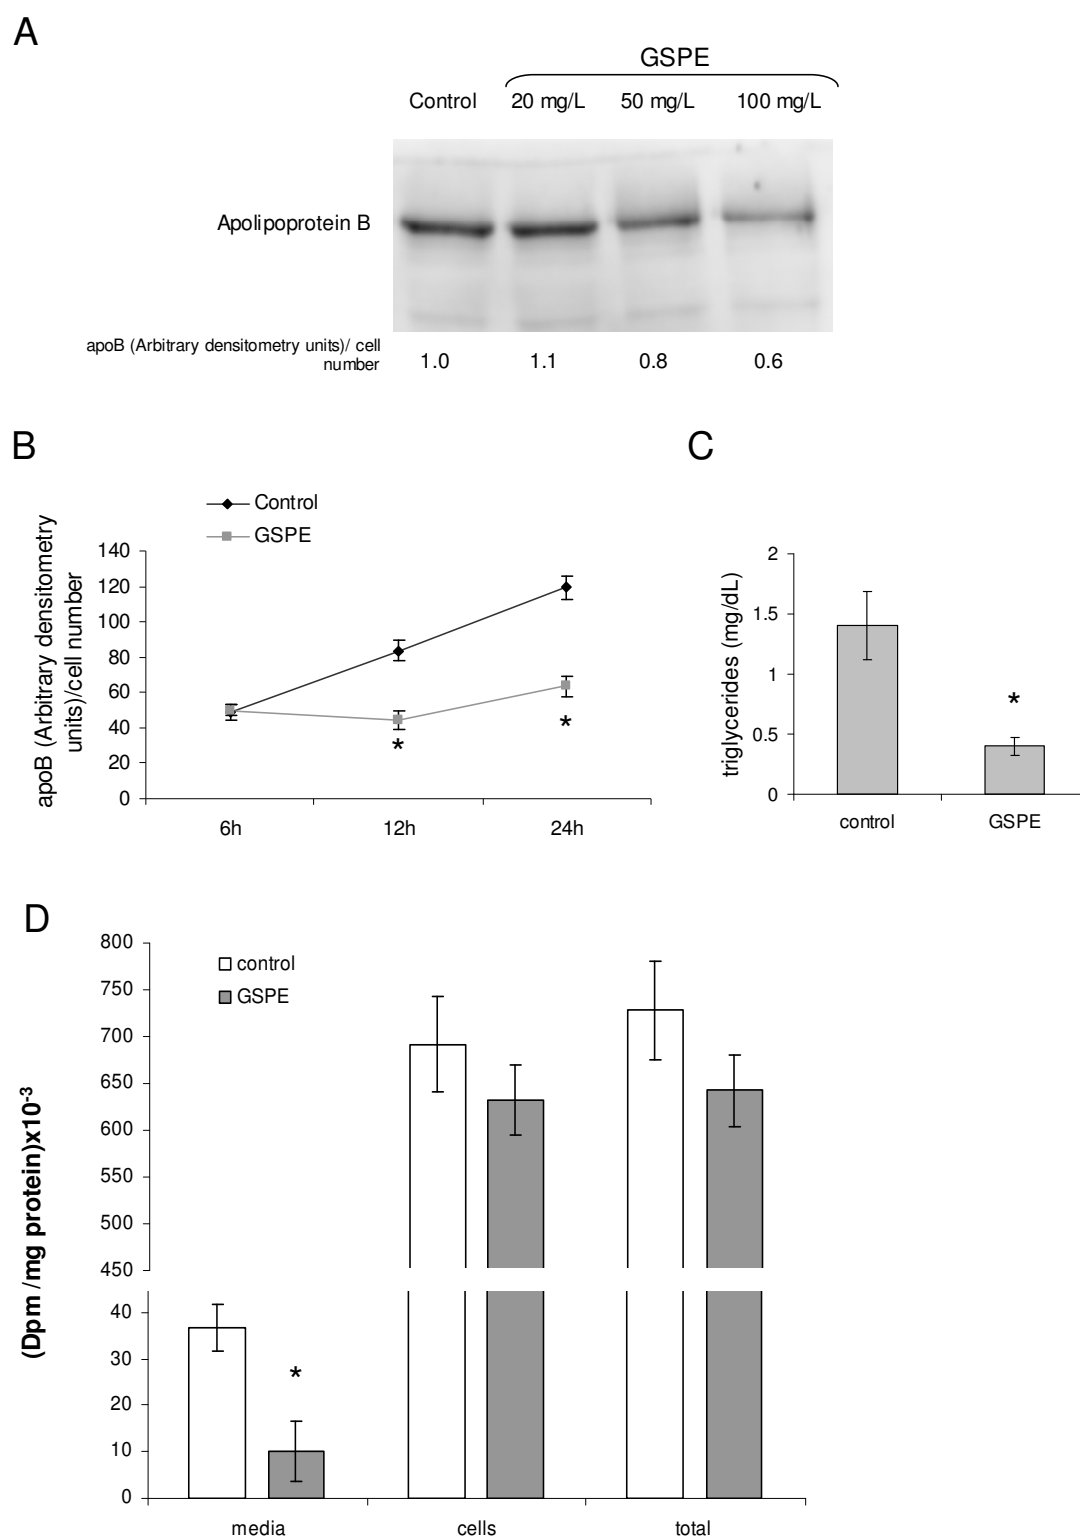 A
GSPE
Control 20 mg/L 50 mg/L 100 mg/L
Apolipoprotein B
apoB (Arbitrary densitometry units)/ cell
number
1.0 1.1 0.8 0.6
B
Control
GSPE
apoB (Arbitrary densitometry
units)/cell number
140
120
100
80
60
40
20
0
* *
6h 12h 24h
C
triglycerides (mg/dL)
2
1.5
1
0.5
0
*
control GSPE
D
control
GSPE
(Dpm /mg protein)x10-3
800
750
700
650
600
550
500
450
40
30
20
10
0
*
media cells total